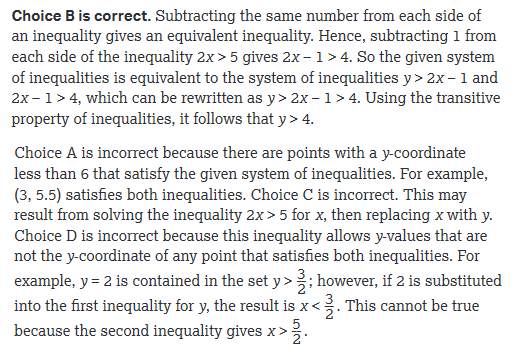 Choice B is correct. Subtracting the same number from each side of
an inequality gives an equivalent inequality. Hence, subtracting 1 from
each side of the inequality 2x > 5 gives 2x – 1 > 4. So the given system
of inequalities is equivalent to the system of inequalities y > 2x – 1 and
2x – 1 > 4, which can be rewritten as y > 2x – 1 > 4. Using the transitive
property of inequalities, it follows that y > 4.
Choice A is incorrect because there are points with a y-coordinate
less than 6 that satisfy the given system of inequalities. For example,
(3, 5.5) satisfies both inequalities. Choice C is incorrect. This may
result from solving the inequality 2x > 5 for x, then replacing x with y.
Choice D is incorrect because this inequality allows y-values that are
not the y-coordinate of any point that satisfies both inequalities. For
example, y = 2 is contained in the set y > 3/2; however, if 2 is substituted
into the first inequality for y, the result is x < 3/2. This cannot be true
because the second inequality gives x > 5/2.